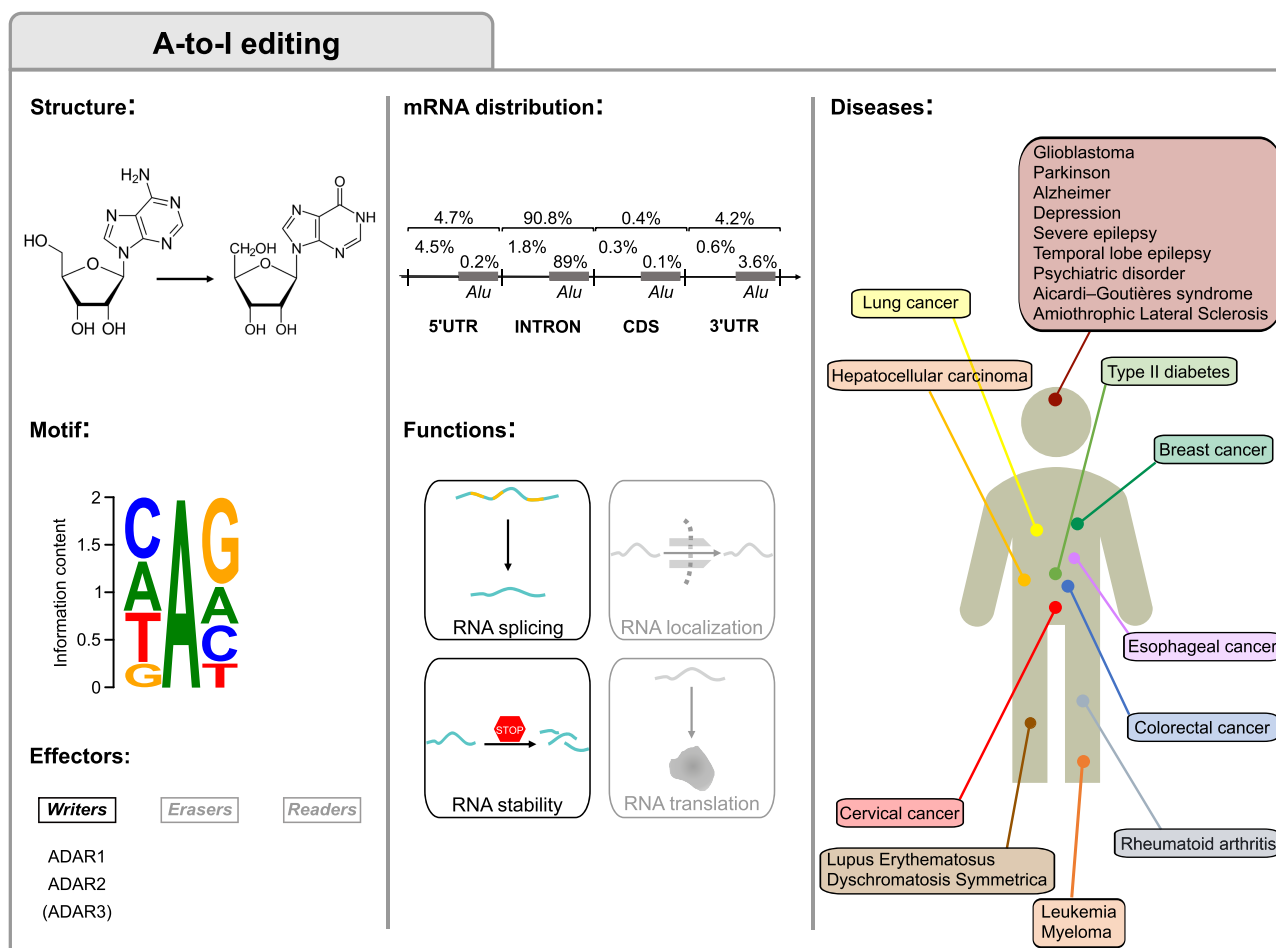 A-to-I editing
Structure:
H₂N
N
N
N
N
HO
O
OH OH
O
N
NH
N
N
CH₂OH
O
OH OH
mRNA distribution:
4.7% 90.8% 0.4% 4.2%
4.5% 1.8% 0.3% 0.6%
0.2% 89% 0.1% 3.6%
Alu Alu Alu Alu
5'UTR INTRON CDS 3'UTR
Motif:
Information content
2
1.5
1
0.5
0
C A T G
A
G A C T
Effectors:
Writers Erasers Readers
ADAR1
ADAR2
(ADAR3)
Functions:
RNA splicing
RNA localization
STOP
RNA stability
RNA translation
Diseases:
Glioblastoma
Parkinson
Alzheimer
Depression
Severe epilepsy
Temporal lobe epilepsy
Psychiatric disorder
Aicardi–Goutières syndrome
Amiothrophic Lateral Sclerosis
Lung cancer
Hepatocellular carcinoma
Type II diabetes
Breast cancer
Esophageal cancer
Colorectal cancer
Cervical cancer
Rheumatoid arthritis
Lupus Erythematosus
Dyschromatosis Symmetrica
Leukemia
Myeloma